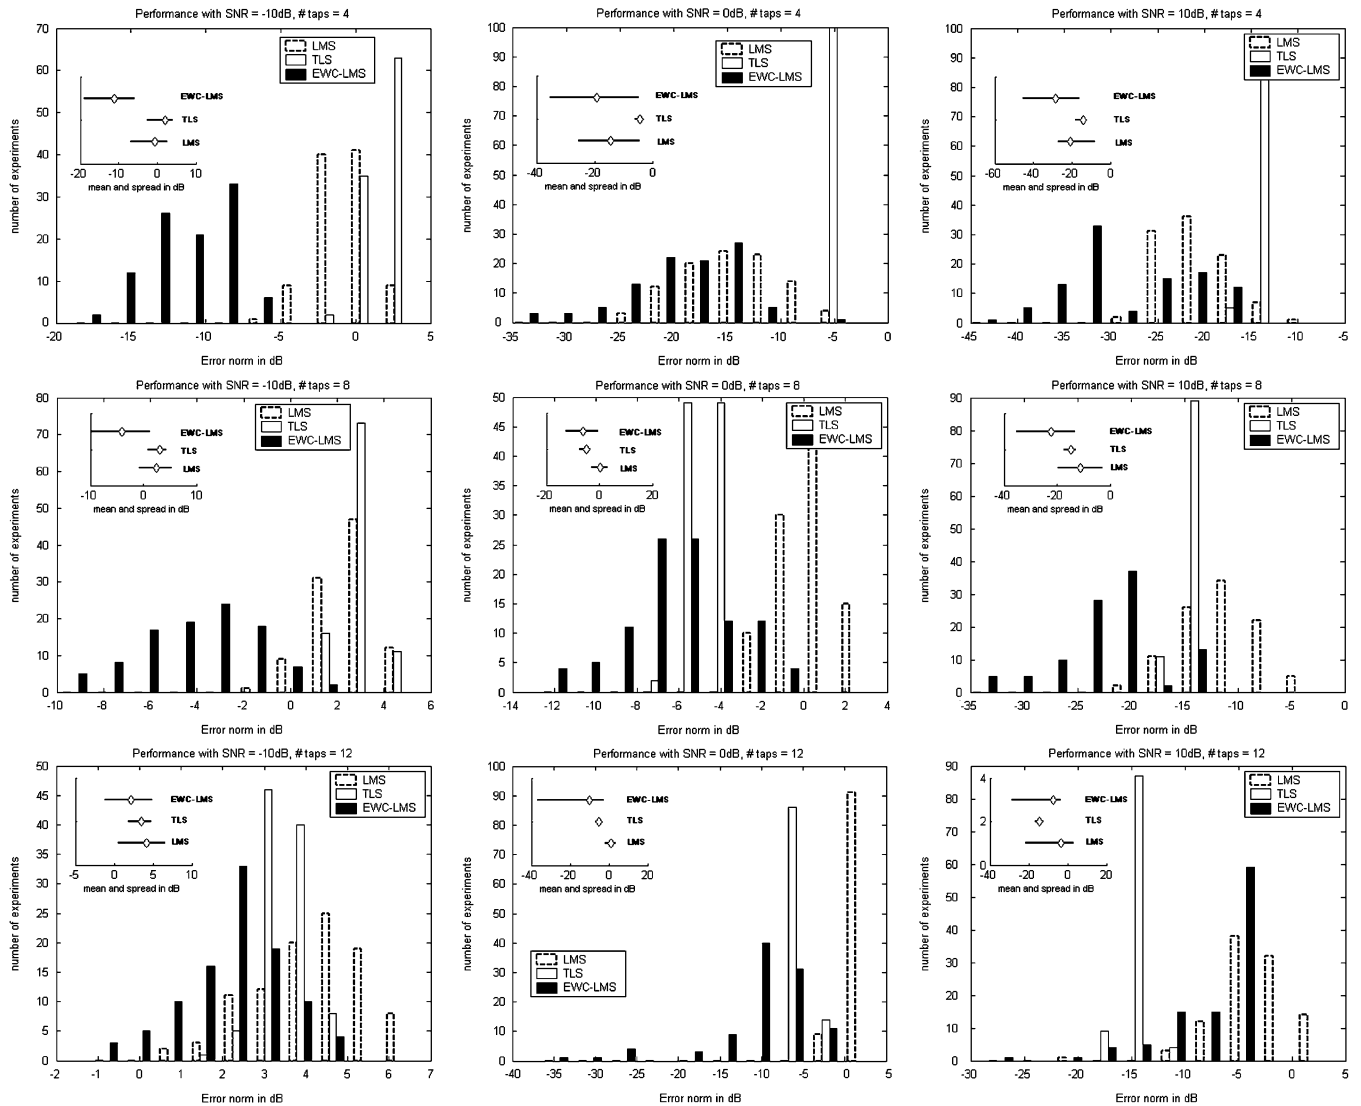 Performance with SNR = -10dB, # taps = 4
70
60
50
40
30
20
10
0
-20
-15
-10
-5
0
5
number of experiments
Error norm in dB
LMS
TLS
EWC-LMS
EWC-LMS
TLS
LMS
-20
-10
0
10
mean and spread in dB
Performance with SNR = 0dB, # taps = 4
100
90
80
70
60
50
40
30
20
10
0
-35
-30
-25
-20
-15
-10
-5
0
number of experiments
Error norm in dB
LMS
TLS
EWC-LMS
EWC-LMS
TLS
LMS
-40
-20
0
mean and spread in dB
Performance with SNR = 10dB, # taps = 4
100
90
80
70
60
50
40
30
20
10
0
-45
-40
-35
-30
-25
-20
-15
-10
-5
number of experiments
Error norm in dB
LMS
TLS
EWC-LMS
EWC-LMS
TLS
LMS
-60
-40
-20
0
mean and spread in dB
Performance with SNR = -10dB, # taps = 8
80
70
60
50
40
30
20
10
0
-10
-8
-6
-4
-2
0
2
4
6
number of experiments
Error norm in dB
LMS
TLS
EWC-LMS
EWC-LMS
TLS
LMS
-10
0
10
mean and spread in dB
Performance with SNR = 0dB, # taps = 8
50
45
40
35
30
25
20
15
10
5
0
-14
-12
-10
-8
-6
-4
-2
0
2
4
number of experiments
Error norm in dB
LMS
TLS
EWC-LMS
EWC-LMS
TLS
LMS
-20
0
20
mean and spread in dB
Performance with SNR = 10dB, # taps = 8
90
80
70
60
50
40
30
20
10
0
-35
-30
-25
-20
-15
-10
-5
0
number of experiments
Error norm in dB
LMS
TLS
EWC-LMS
EWC-LMS
TLS
LMS
-40
-20
0
mean and spread in dB
Performance with SNR = -10dB, # taps = 12
50
45
40
35
30
25
20
15
10
5
0
-2
-1
0
1
2
3
4
5
6
7
number of experiments
Error norm in dB
LMS
TLS
EWC-LMS
EWC-LMS
TLS
LMS
-5
0
5
10
mean and spread in dB
Performance with SNR = 0dB, # taps = 12
100
90
80
70
60
50
40
30
20
10
0
-40
-35
-30
-25
-20
-15
-10
-5
0
5
number of experiments
Error norm in dB
LMS
TLS
EWC-LMS
EWC-LMS
TLS
LMS
-40
-20
0
20
mean and spread in dB
Performance with SNR = 10dB, # taps = 12
90
80
70
60
50
40
30
20
10
0
-30
-25
-20
-15
-10
-5
0
5
number of experiments
Error norm in dB
LMS
TLS
EWC-LMS
EWC-LMS
TLS
LMS
4
2
0
-40
-20
0
20
mean and spread in dB